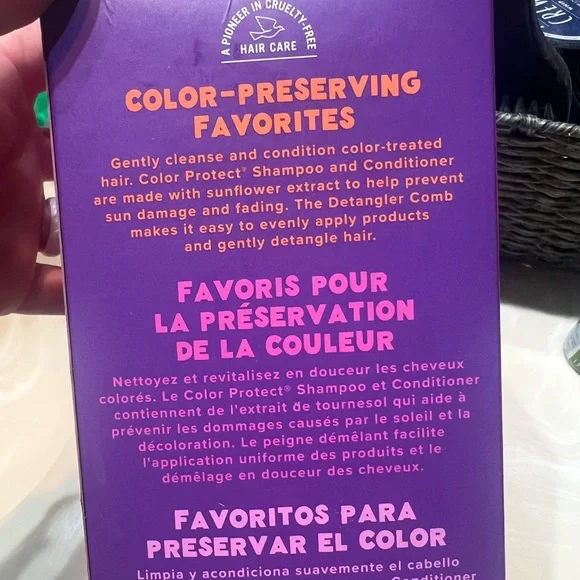 A PIONEER IN CRUELTY-FREE
HAIR CARE
COLOR-PRESERVING
FAVORITES
Gently cleanse and condition color-treated
hair. Color Protect® Shampoo and Conditioner
are made with sunflower extract to help prevent
sun damage and fading. The Detangler Comb
makes it easy to evenly apply products
and gently detangle hair.
FAVORIS POUR
LA PRÉSERVATION
DE LA COULEUR
Nettoyez et revitalisez en douceur les cheveux
colorés. Le Color Protect® Shampoo et Conditioner
contiennent de l'extrait de tournesol qui aide à
prévenir les dommages causés par le soleil et la
décoloration. Le peigne démêlant facilite
l'application uniforme des produits et le
démêlage en douceur des cheveux.
FAVORITOS PARA
PRESERVAR EL COLOR
Limpia y acondiciona suavemente el cabello
Conditioner